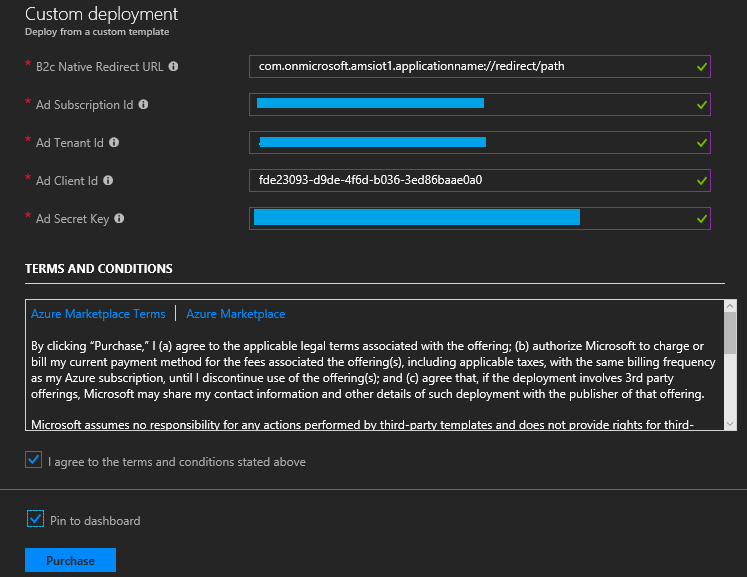 Custom deployment
Deploy from a custom template
* B2c Native Redirect URL com.onmicrosoft.amsiot1.applicationname://redirect/path
* Ad Subscription Id
* Ad Tenant Id
* Ad Client Id fde23093-d9de-4f6d-b036-3ed86baae0a0
* Ad Secret Key
TERMS AND CONDITIONS
Azure Marketplace Terms | Azure Marketplace
By clicking “Purchase,” I (a) agree to the applicable legal terms associated with the offering; (b) authorize Microsoft to charge or
bill my current payment method for the fees associated the offering(s), including applicable taxes, with the same billing frequency
as my Azure subscription, until I discontinue use of the offering(s); and (c) agree that, if the deployment involves 3rd party
offerings, Microsoft may share my contact information and other details of such deployment with the publisher of that offering.
Microsoft assumes no responsibility for any actions performed by third-party templates and does not provide rights for third-
I agree to the terms and conditions stated above
Pin to dashboard
Purchase